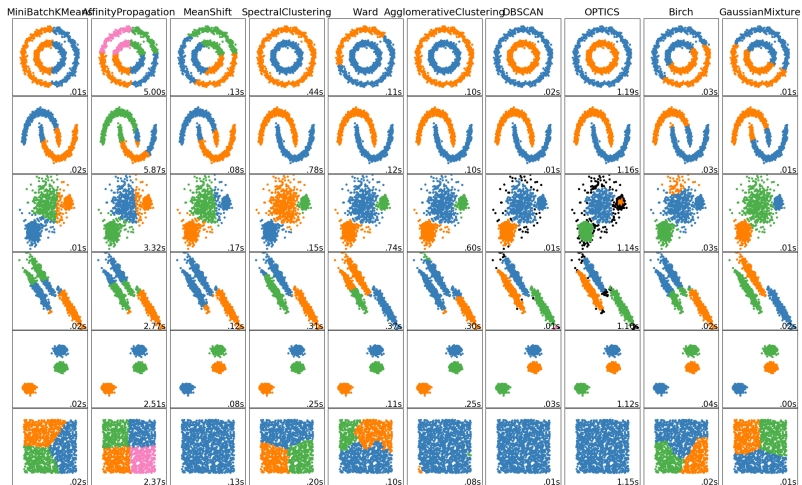 MiniBatchKMeans AffinityPropagation MeanShift SpectralClustering Ward AgglomerativeClustering DBSCAN OPTICS Birch GaussianMixture
.01s 5.00s .13s .44s .11s .10s .02s 1.19s .03s .01s
.02s 5.87s .08s .78s .12s .10s .01s 1.16s .03s .01s
.01s 3.32s .17s .15s .74s .60s .01s 1.14s .03s .01s
.02s 2.77s .12s .31s .37s .30s .01s .02s .02s
.02s 2.51s .08s .25s .11s .25s .03s 1.12s .04s .00s
.02s 2.37s .13s .20s .10s .08s .01s 1.15s .02s .01s